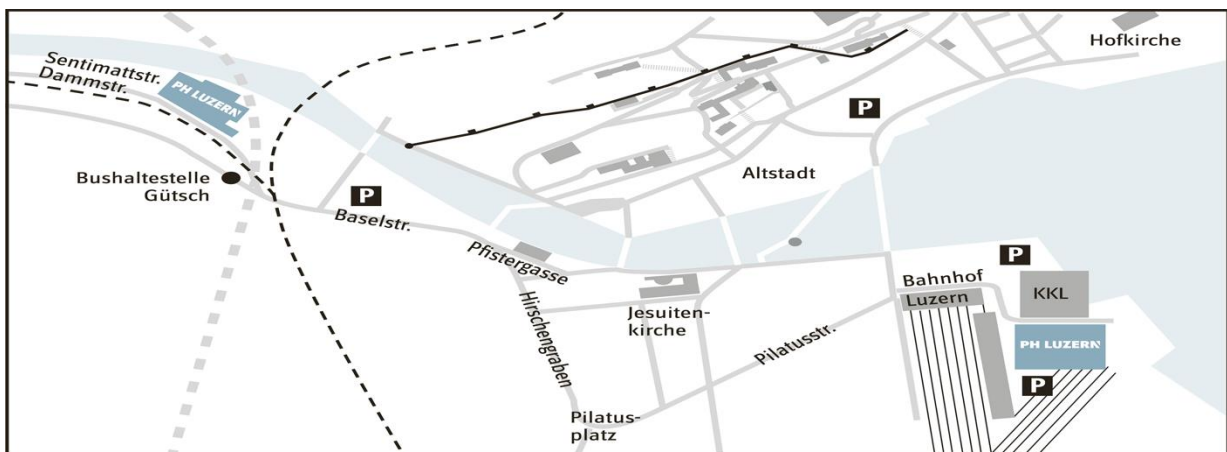 Sentimattstr.
Dammstr.
PH LUZERN
Bushaltestelle
Gütsch
P
Baselstr.
Pfistergasse
Hirschengraben
Pilatus-
platz
Jesuiten-
kirche
Pilatusstr.
Altstadt
P
Hofkirche
P
Bahnhof
Luzern
KKL
PH LUZERN
P